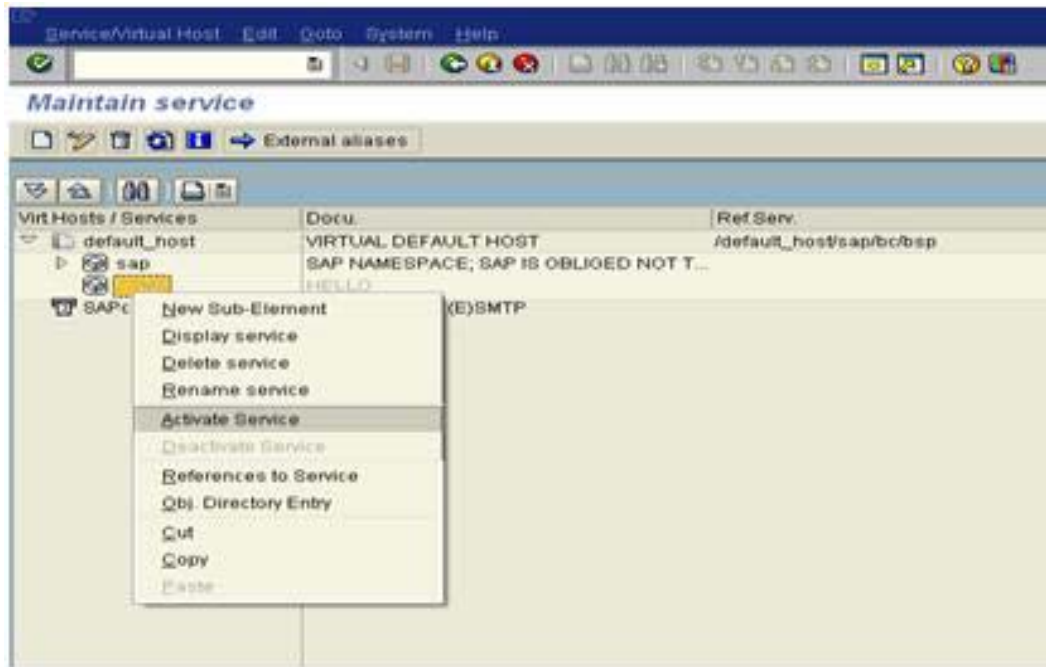 Service/Virtual Host Edit Goto System Help
Maintain service
External aliases
Virt.Hosts / Services Docu. Ref.Serv.
default_host VIRTUAL DEFAULT HOST /default_host/sap/bc/bsp
sap SAP NAMESPACE; SAP IS OBLIGED NOT T...
HELLO
SAPc (E)SMTP
New Sub-Element
Display service
Delete service
Rename service
Activate Service
Deactivate Service
References to Service
Obj. Directory Entry
Cut
Copy
Paste